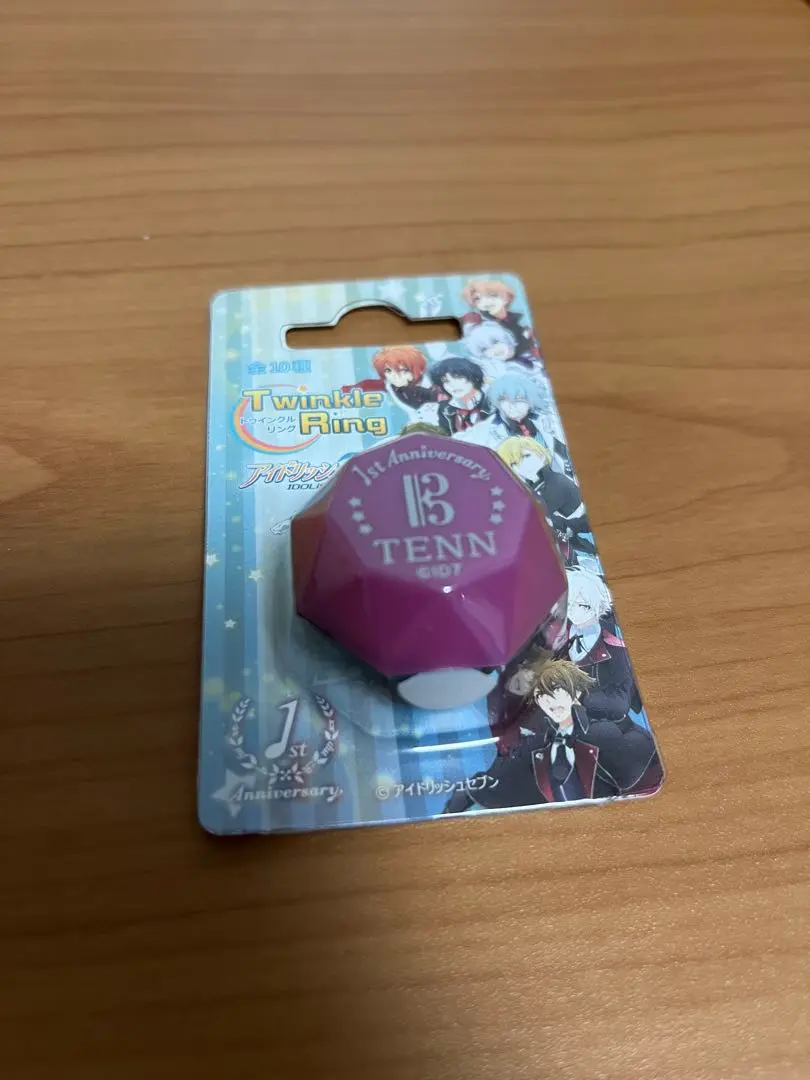 全10種
Twinkle
トゥインクル
リング
Ring
アイドリッシュ
1st Anniversary
TENN
©ID7
1st
Anniversary
© アイドリッシュセブン